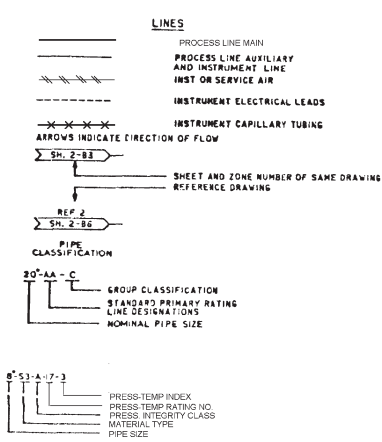 LINES
PROCESS LINE MAIN
PROCESS LINE AUXILIARY
AND INSTRUMENT LINE
INST OR SERVICE AIR
INSTRUMENT ELECTRICAL LEADS
INSTRUMENT CAPILLARY TUBING
ARROWS INDICATE DIRECTION OF FLOW
SH. 2-B3
SHEET AND ZONE NUMBER OF SAME DRAWING
REFERENCE DRAWING
REF. 2
SH. 2-B6
PIPE
CLASSIFICATION
20"-AA-C
GROUP CLASSIFICATION
STANDARD PRIMARY RATING
LINE DESIGNATIONS
NOMINAL PIPE SIZE
8"-S3-A-17-3
PRESS-TEMP INDEX
PRESS-TEMP RATING NO.
PRESS. INTEGRITY CLASS
MATERIAL TYPE
PIPE SIZE